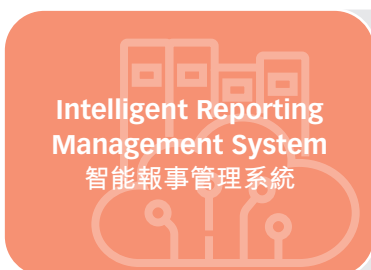 Intelligent Reporting
Management System
智能報事管理系統